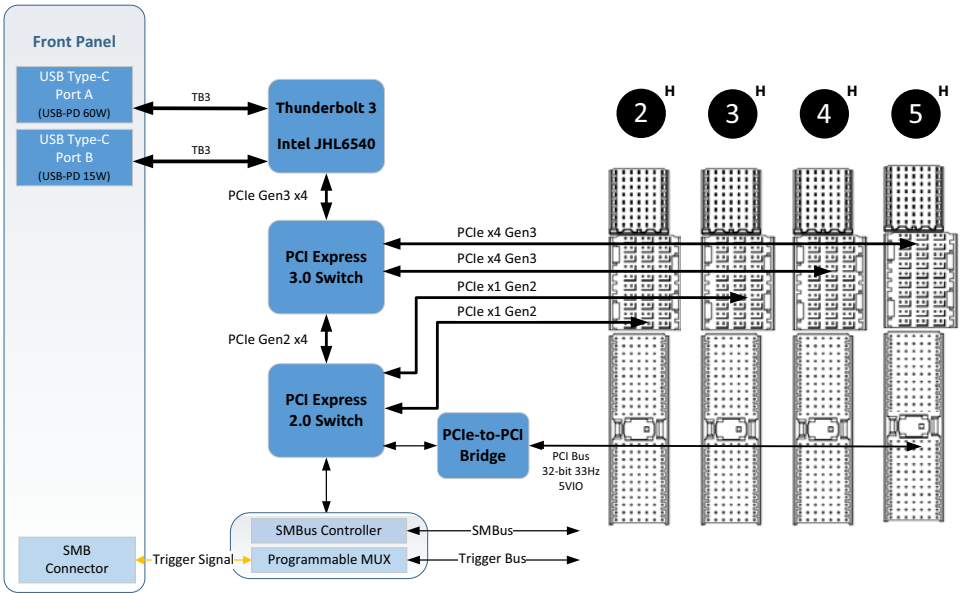 Front Panel
USB Type-C
Port A
(USB-PD 60W)
USB Type-C
Port B
(USB-PD 15W)
TB3
TB3
Thunderbolt 3
Intel JHL6540
PCIe Gen3 x4
PCI Express
3.0 Switch
PCIe Gen2 x4
PCI Express
2.0 Switch
PCIe x4 Gen3
PCIe x4 Gen3
PCIe x1 Gen2
PCIe x1 Gen2
2 H
3 H
4 H
5 H
PCIe-to-PCI
Bridge
PCI Bus
32-bit 33Hz
5VIO
SMBus Controller
SMBus
SMB
Connector
Trigger Signal
Programmable MUX
Trigger Bus